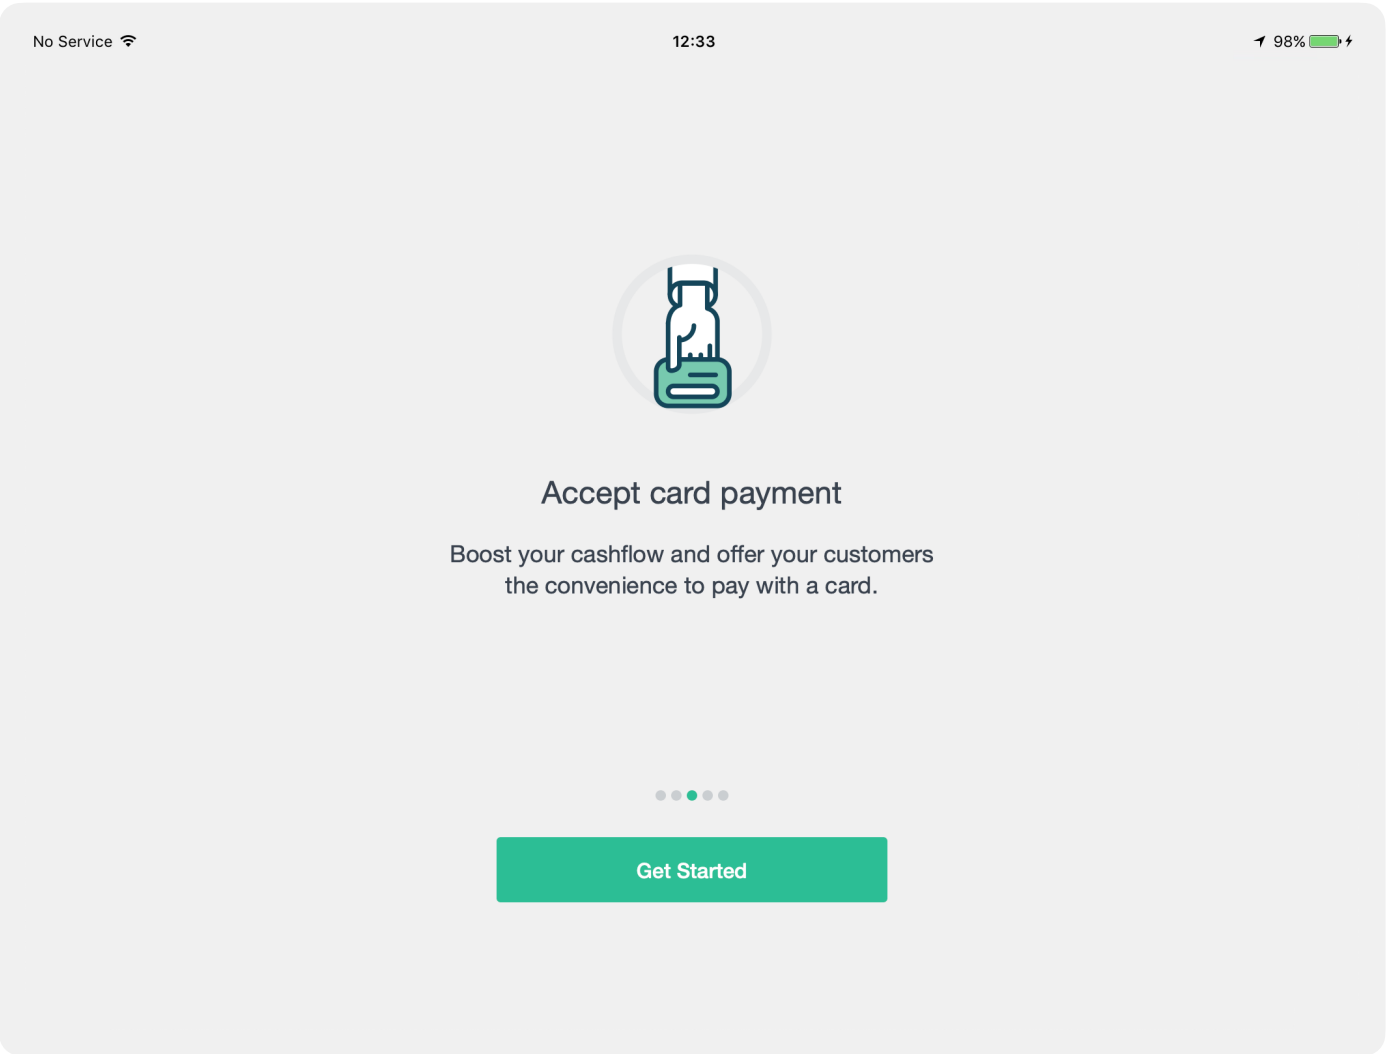 No Service
12:33
98%
Accept card payment
Boost your cashflow and offer your customers
the convenience to pay with a card.
Get Started